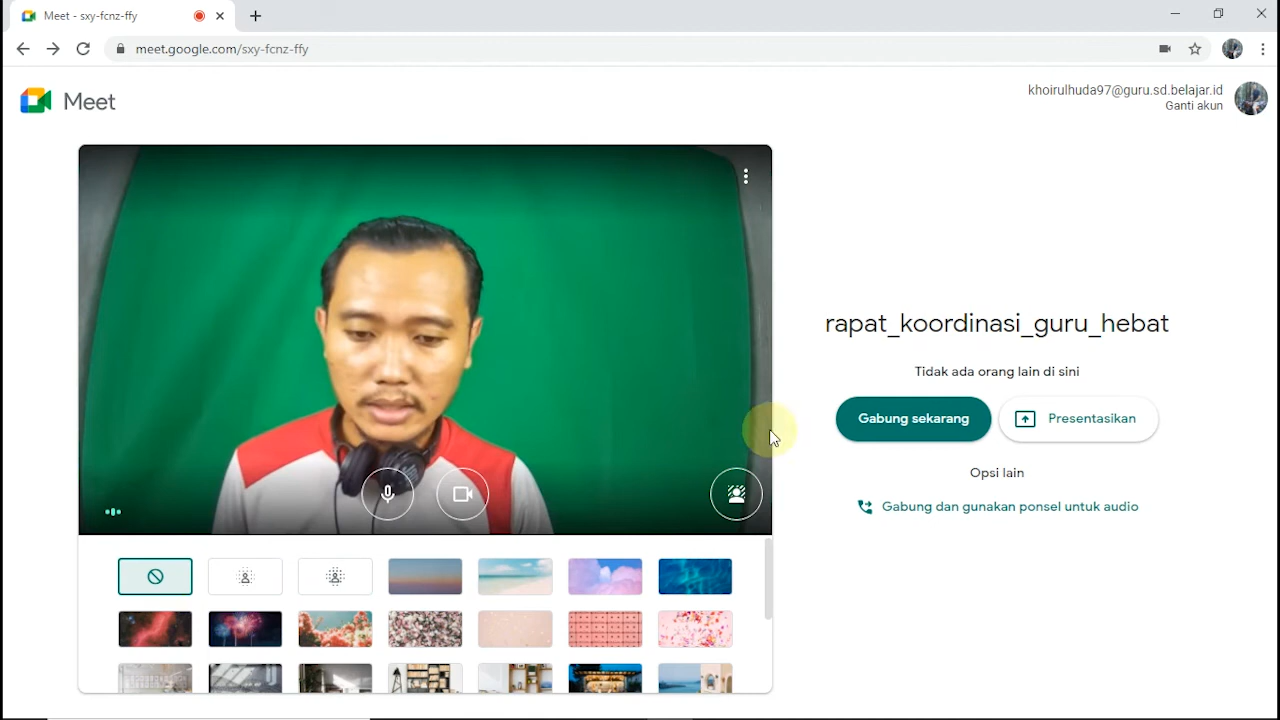 Meet - sxy-fcnz-ffy
meet.google.com/sxy-fcnz-ffy
Meet
khoirulhuda97@guru.sd.belajar.id
Ganti akun
rapat_koordinasi_guru_hebat
Tidak ada orang lain di sini
Gabung sekarang
Presentasikan
Opsi lain
Gabung dan gunakan ponsel untuk audio